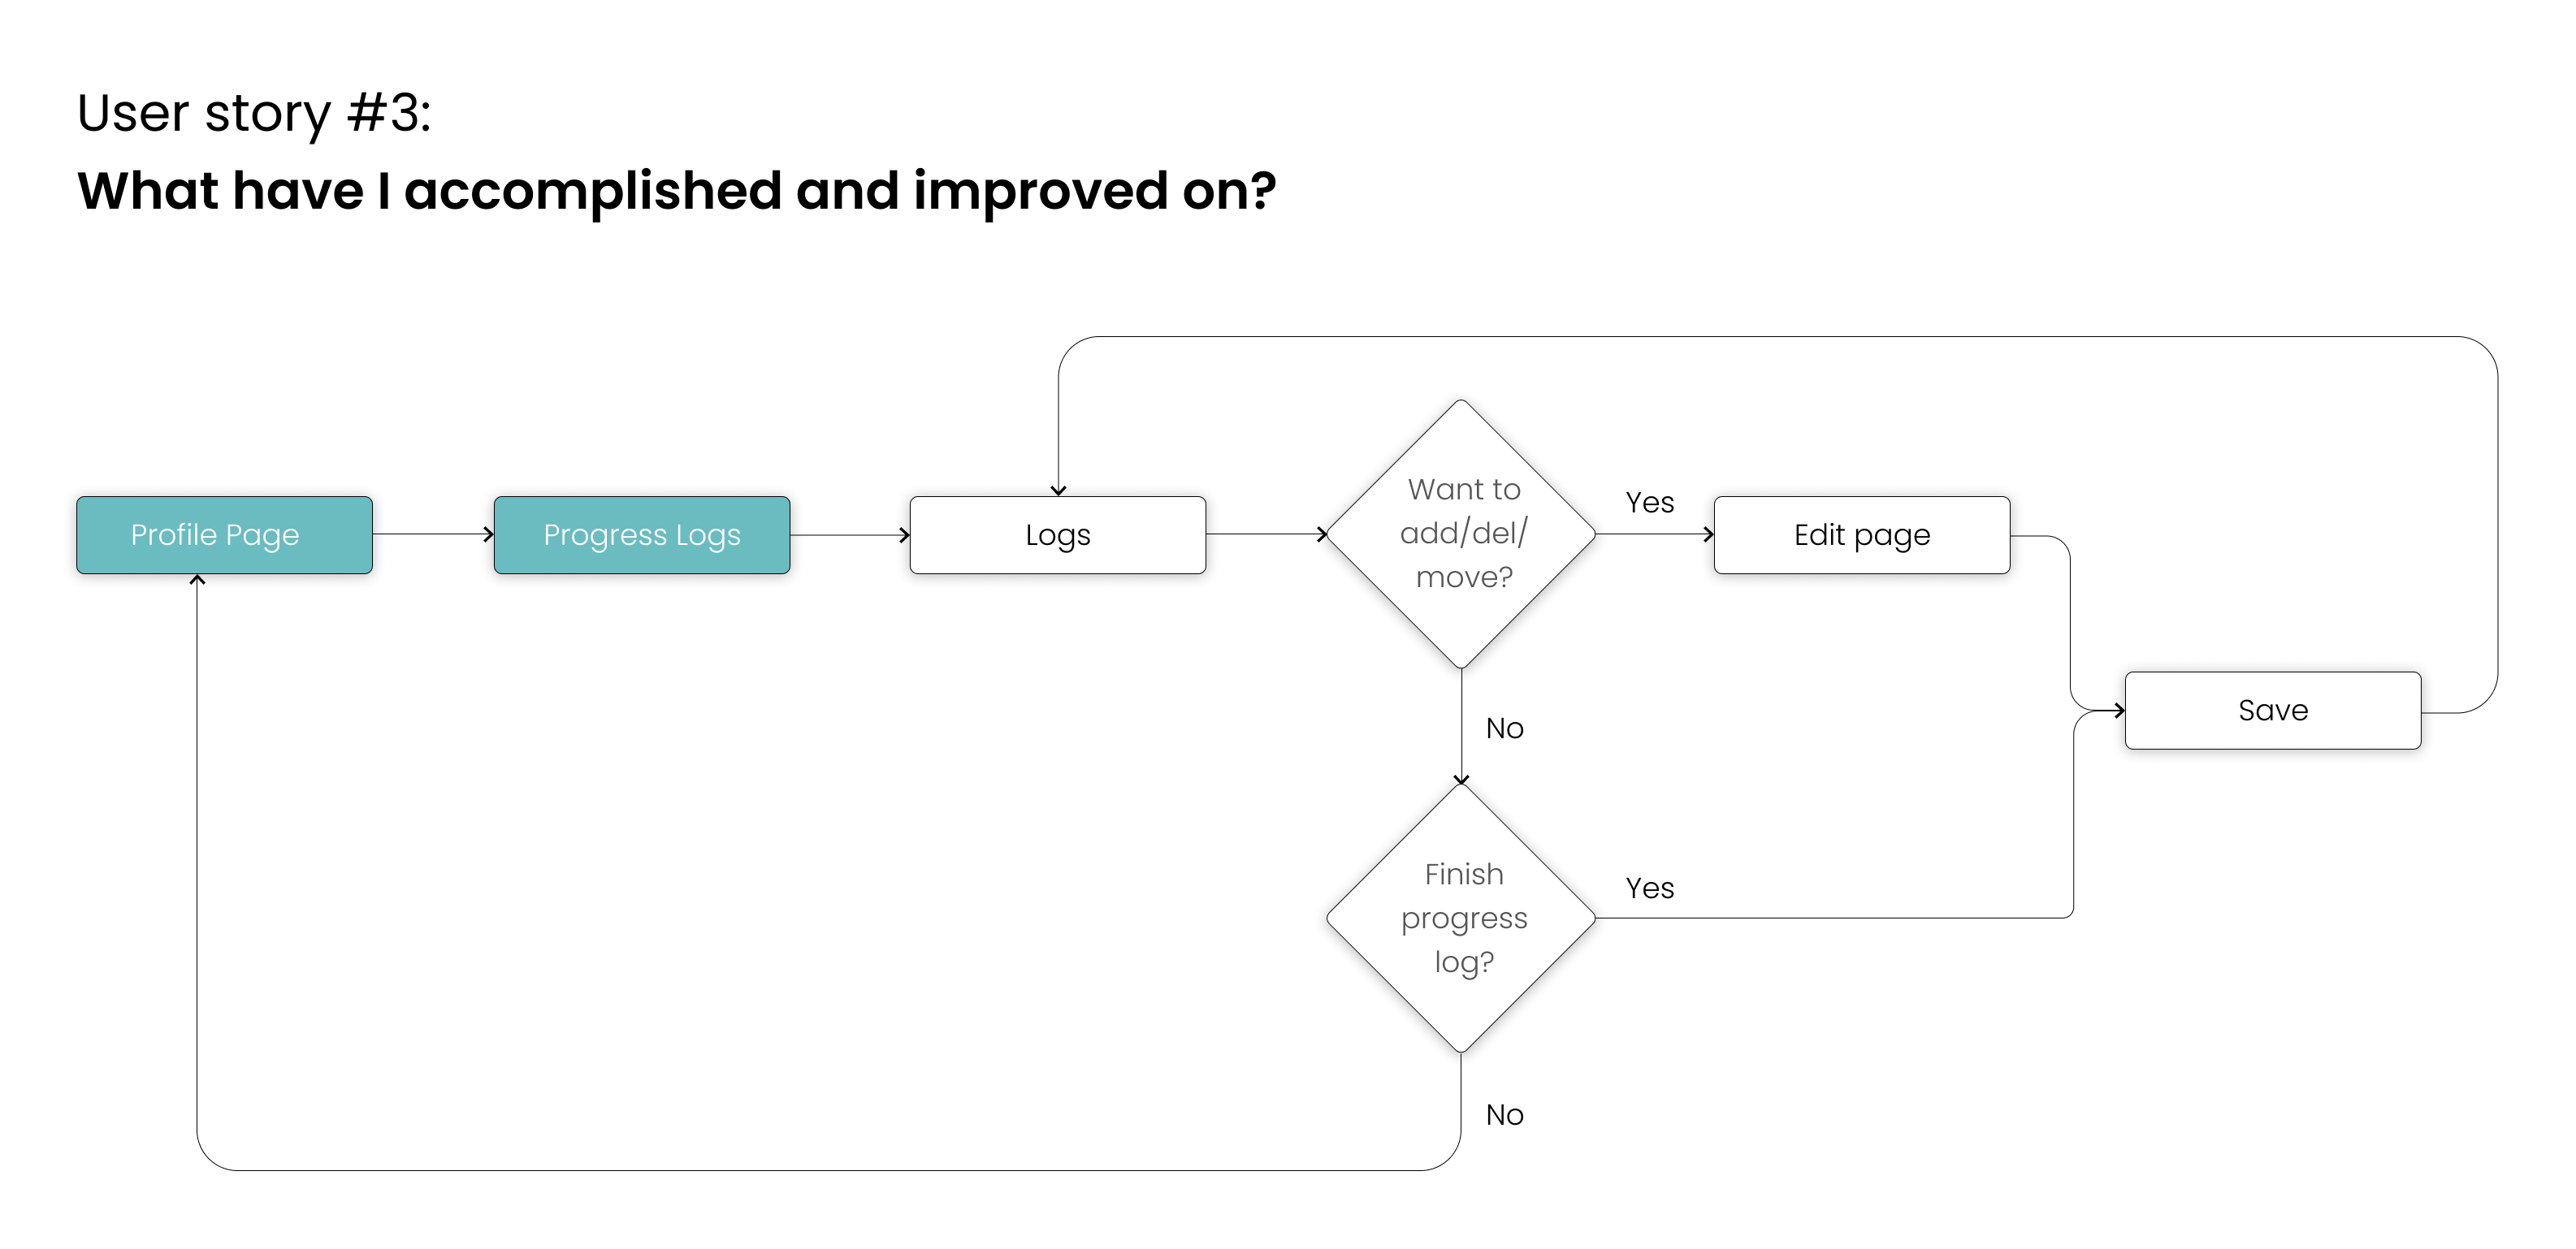 User story #3:
What have I accomplished and improved on?
Profile Page
Progress Logs
Logs
Want to
add/del/
move?
Yes
Edit page
Save
No
Finish
progress
log?
Yes
No